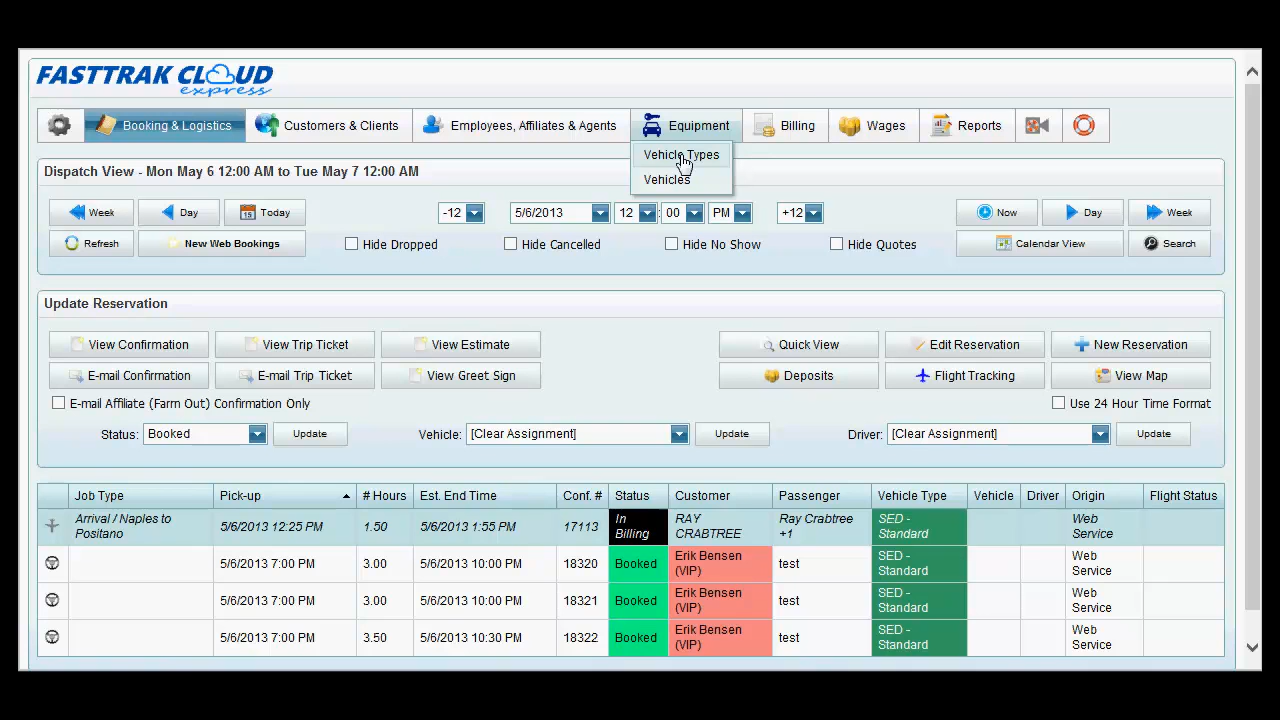 FASTTRAK CLOUD
express
Booking & Logistics
Customers & Clients
Employees, Affiliates & Agents
Equipment
Billing
Wages
Reports
Vehicle Types
Vehicles
Dispatch View - Mon May 6 12:00 AM to Tue May 7 12:00 AM
Week
Day
15 Today
-12
5/6/2013
12 : 00 PM
+12
Now
Day
Week
Refresh
New Web Bookings
Hide Dropped
Hide Cancelled
Hide No Show
Hide Quotes
Calendar View
Search
Update Reservation
View Confirmation
View Trip Ticket
View Estimate
Quick View
Edit Reservation
New Reservation
E-mail Confirmation
E-mail Trip Ticket
View Greet Sign
Deposits
Flight Tracking
View Map
E-mail Affiliate (Farm Out) Confirmation Only
Use 24 Hour Time Format
Status: Booked Update
Vehicle: [Clear Assignment] Update
Driver: [Clear Assignment] Update
Job Type Pick-up # Hours Est. End Time Conf. # Status Customer Passenger Vehicle Type Vehicle Driver Origin Flight Status
Arrival / Naples to Positano 5/6/2013 12:25 PM 1.50 5/6/2013 1:55 PM 17113 In Billing RAY CRABTREE Ray Crabtree +1 SED - Standard Web Service
5/6/2013 7:00 PM 3.00 5/6/2013 10:00 PM 18320 Booked Erik Bensen (VIP) test SED - Standard Web Service
5/6/2013 7:00 PM 3.00 5/6/2013 10:00 PM 18321 Booked Erik Bensen (VIP) test SED - Standard Web Service
5/6/2013 7:00 PM 3.50 5/6/2013 10:30 PM 18322 Booked Erik Bensen (VIP) test SED - Standard Web Service